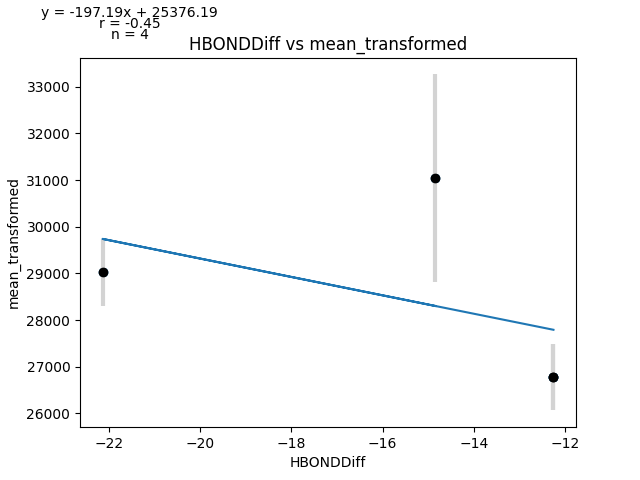 y = -197.19x + 25376.19
r = -0.45
n = 4
HBONDDiff vs mean_transformed
33000
32000
31000
30000
29000
28000
27000
26000
mean_transformed
−22
−20
−18
−16
−14
−12
HBONDDiff